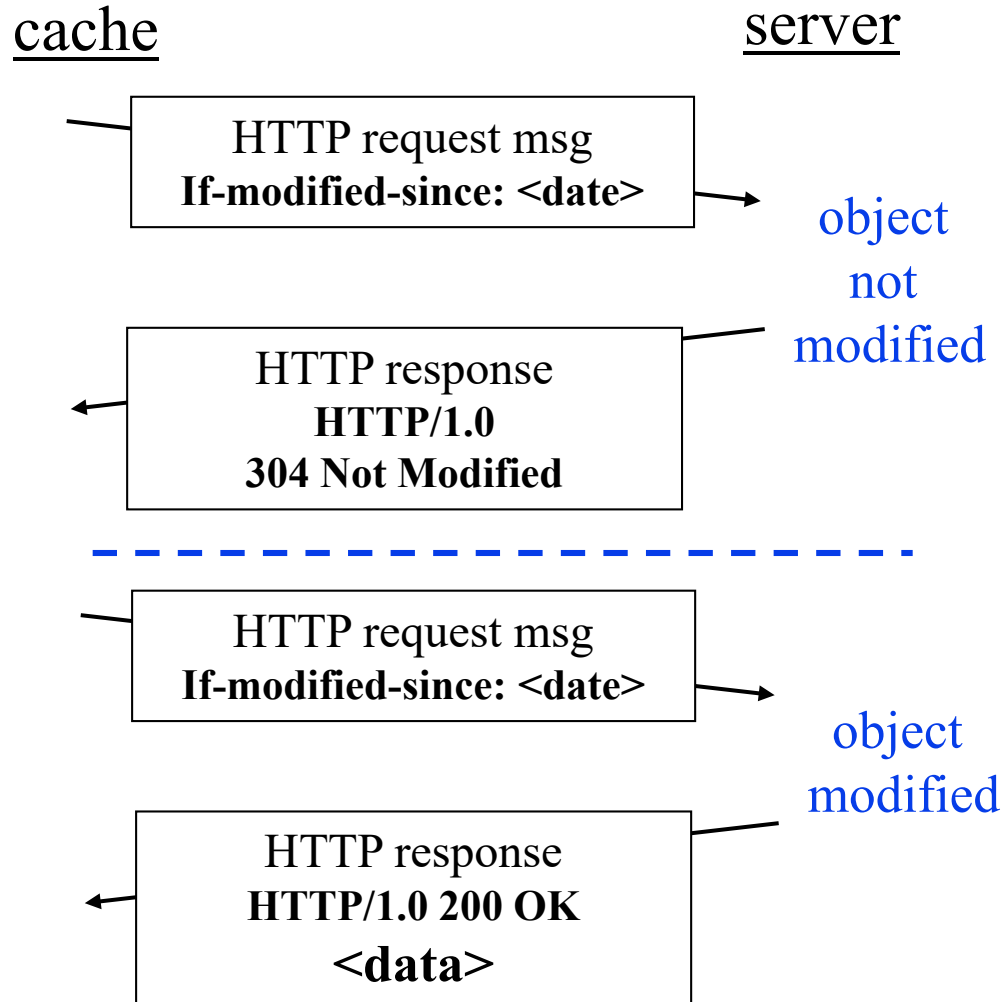 cache
server
HTTP request msg
If-modified-since: <date>
object
not
modified
HTTP response
HTTP/1.0
304 Not Modified
HTTP request msg
If-modified-since: <date>
object
modified
HTTP response
HTTP/1.0 200 OK
<data>